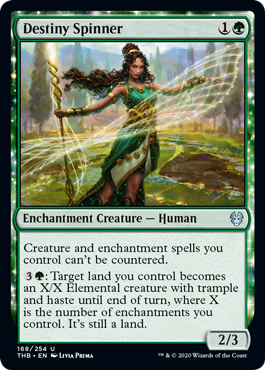 Destiny Spinner 1
Enchantment Creature — Human
Creature and enchantment spells you
control can't be countered.
3 : Target land you control becomes
an X/X Elemental creature with trample
and haste until end of turn, where X
is the number of enchantments you
control. It's still a land.
2/3
168/254 U
THB • EN LIVIA PRIMA
™ & © 2020 Wizards of the Coast